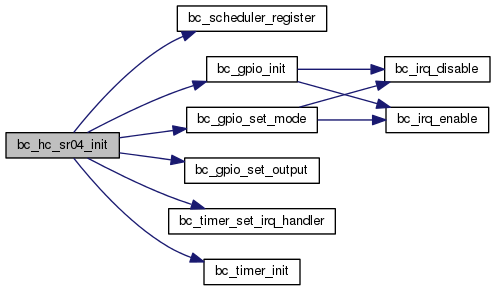 bc_scheduler_register
bc_gpio_init
bc_irq_disable
bc_gpio_set_mode
bc_irq_enable
bc_hc_sr04_init
bc_gpio_set_output
bc_timer_set_irq_handler
bc_timer_init